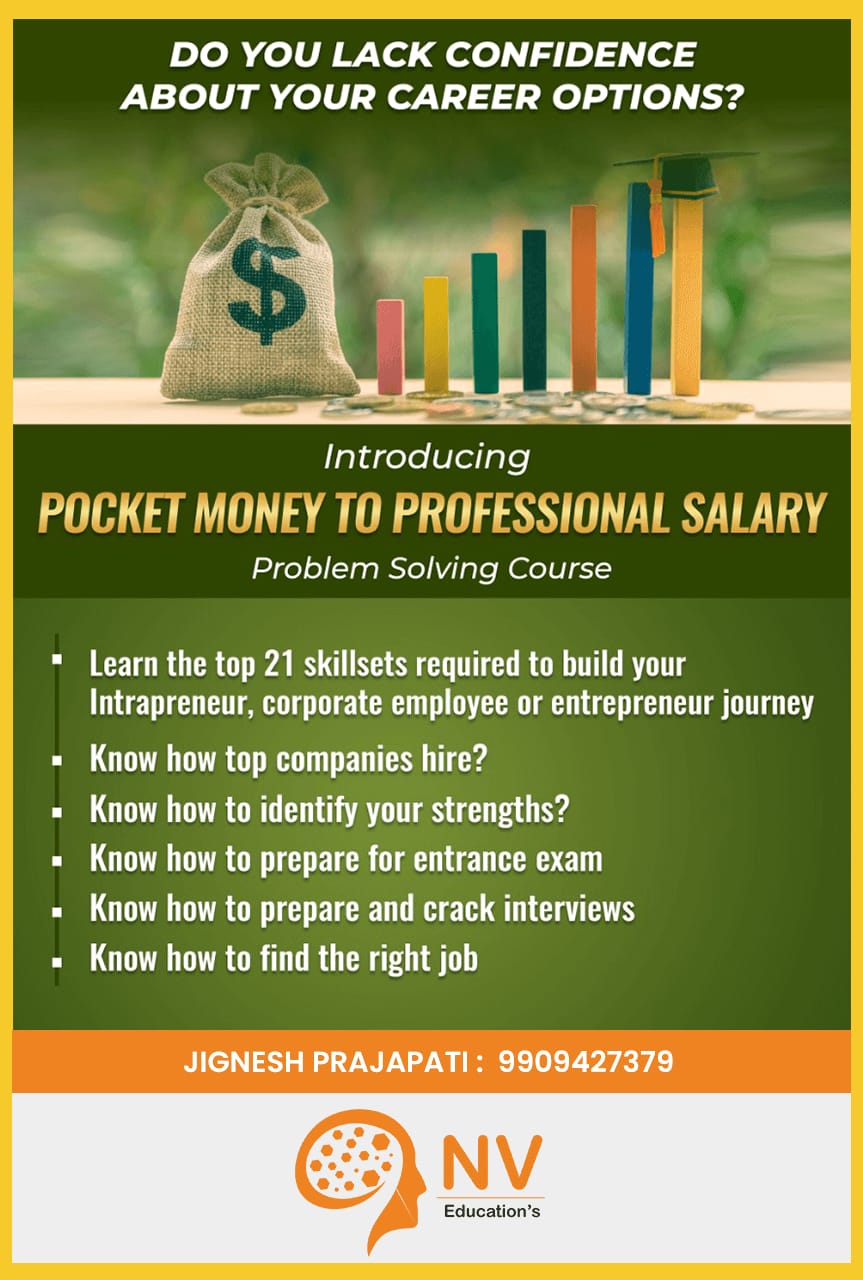 DO YOU LACK CONFIDENCE
ABOUT YOUR CAREER OPTIONS?
$
Introducing
POCKET MONEY TO PROFESSIONAL SALARY
Problem Solving Course
Learn the top 21 skillsets required to build your
Intrapreneur, corporate employee or entrepreneur journey
Know how top companies hire?
Know how to identify your strengths?
Know how to prepare for entrance exam
Know how to prepare and crack interviews
Know how to find the right job
JIGNESH PRAJAPATI : 9909427379
NV
Education's